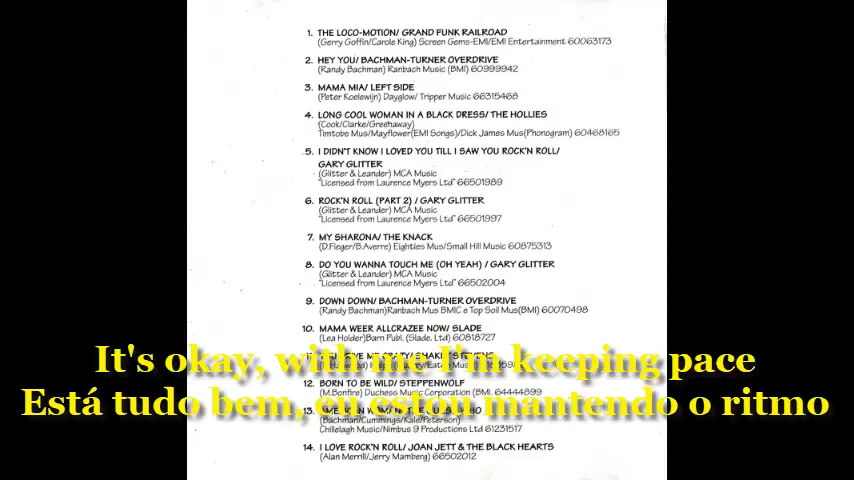 1. THE LOCO-MOTION/ GRAND FUNK RAILROAD
(Gerry Goffin/Carole King) Screen Gems-EMI/EMI Entertainment 60063173
2. HEY YOU/ BACHMAN-TURNER OVERDRIVE
(Randy Bachman) Ranbach Music (BMI) 60999942
3. MAMA MIA/ LEFT SIDE
(Peter Koelewijn) Dayglow/ Tripper Music 66315468
4. LONG COOL WOMAN IN A BLACK DRESS/ THE HOLLIES
(Cook/Clarke/Greenaway)
Timtobe Mus/Mayflower(EMI Songs)/Dick James Mus(Phonogram) 60468165
5. I DIDN'T KNOW I LOVED YOU TILL I SAW YOU ROCK'N ROLL/
GARY GLITTER
(Glitter & Leander) MCA Music
"Licensed from Laurence Myers Ltd" 66501989
6. ROCK'N ROLL (PART 2) / GARY GLITTER
(Glitter & Leander) MCA Music
"Licensed from Laurence Myers Ltd" 66501997
7. MY SHARONA/ THE KNACK
(D.Fieger/B.Averre) Eighties Mus/Small Hill Music 60875313
8. DO YOU WANNA TOUCH ME (OH YEAH) / GARY GLITTER
(Glitter & Leander) MCA Music
"Licensed from Laurence Myers Ltd" 66502004
9. DOWN DOWN/ BACHMAN-TURNER OVERDRIVE
(Randy Bachman)Ranbach Mus BMIC e Top Soil Mus(BMI) 60070498
10. MAMA WEER ALLCRAZEE NOW/ SLADE
(Lea Holder)Barn Publ. (Slade, Ltd) 60818727
It's okay, with me I'm keeping pace
12. BORN TO BE WILD/ STEPPENWOLF
(M.Bonfire) Duchess Music Corporation (BMI. 64444899
Está tudo bem, eu estou mantendo o ritmo
(Bachman/Cummings/Kale/Peterson)
Chillelagh Music/Nimbus 9 Productions Ltd 61231517
14. I LOVE ROCK'N ROLL/ JOAN JETT & THE BLACK HEARTS
(Alan Merrill/Jerry Mamberg) 66502012